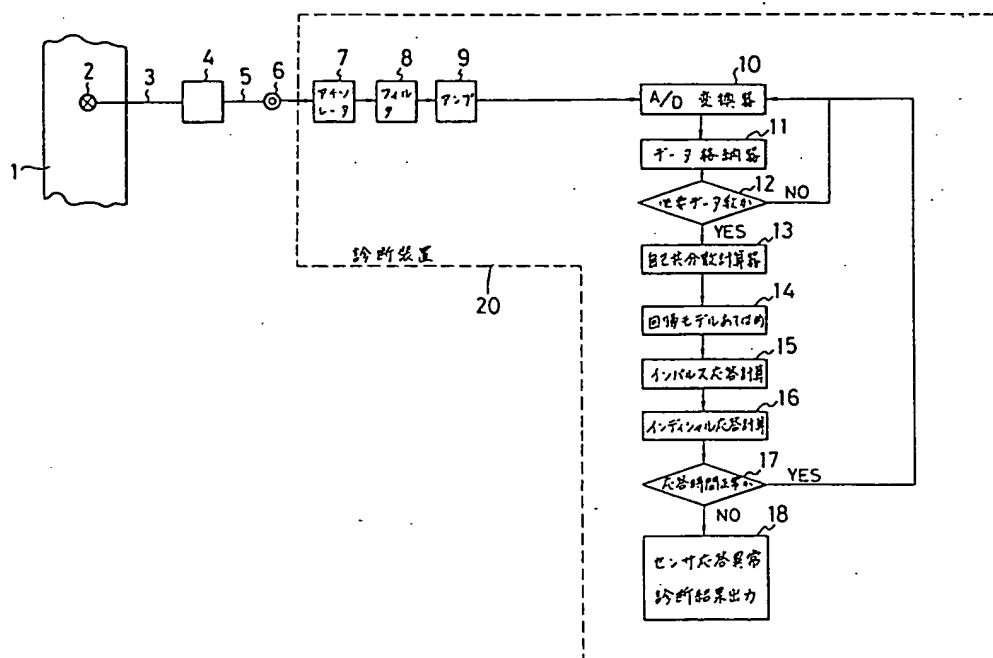 1
2
3
4
5
6
7
アイソ
レータ
8
フィル
タ
9
アンプ
10
A/D 変換器
11
データ格納器
12
必要データ数か
NO
YES
13
自己共分散計算器
14
回帰モデルあてはめ
15
インパルス応答計算
16
インディシャル応答計算
17
応答時間正常か
YES
NO
18
センサ応答異常
診断結果出力
診断装置
20